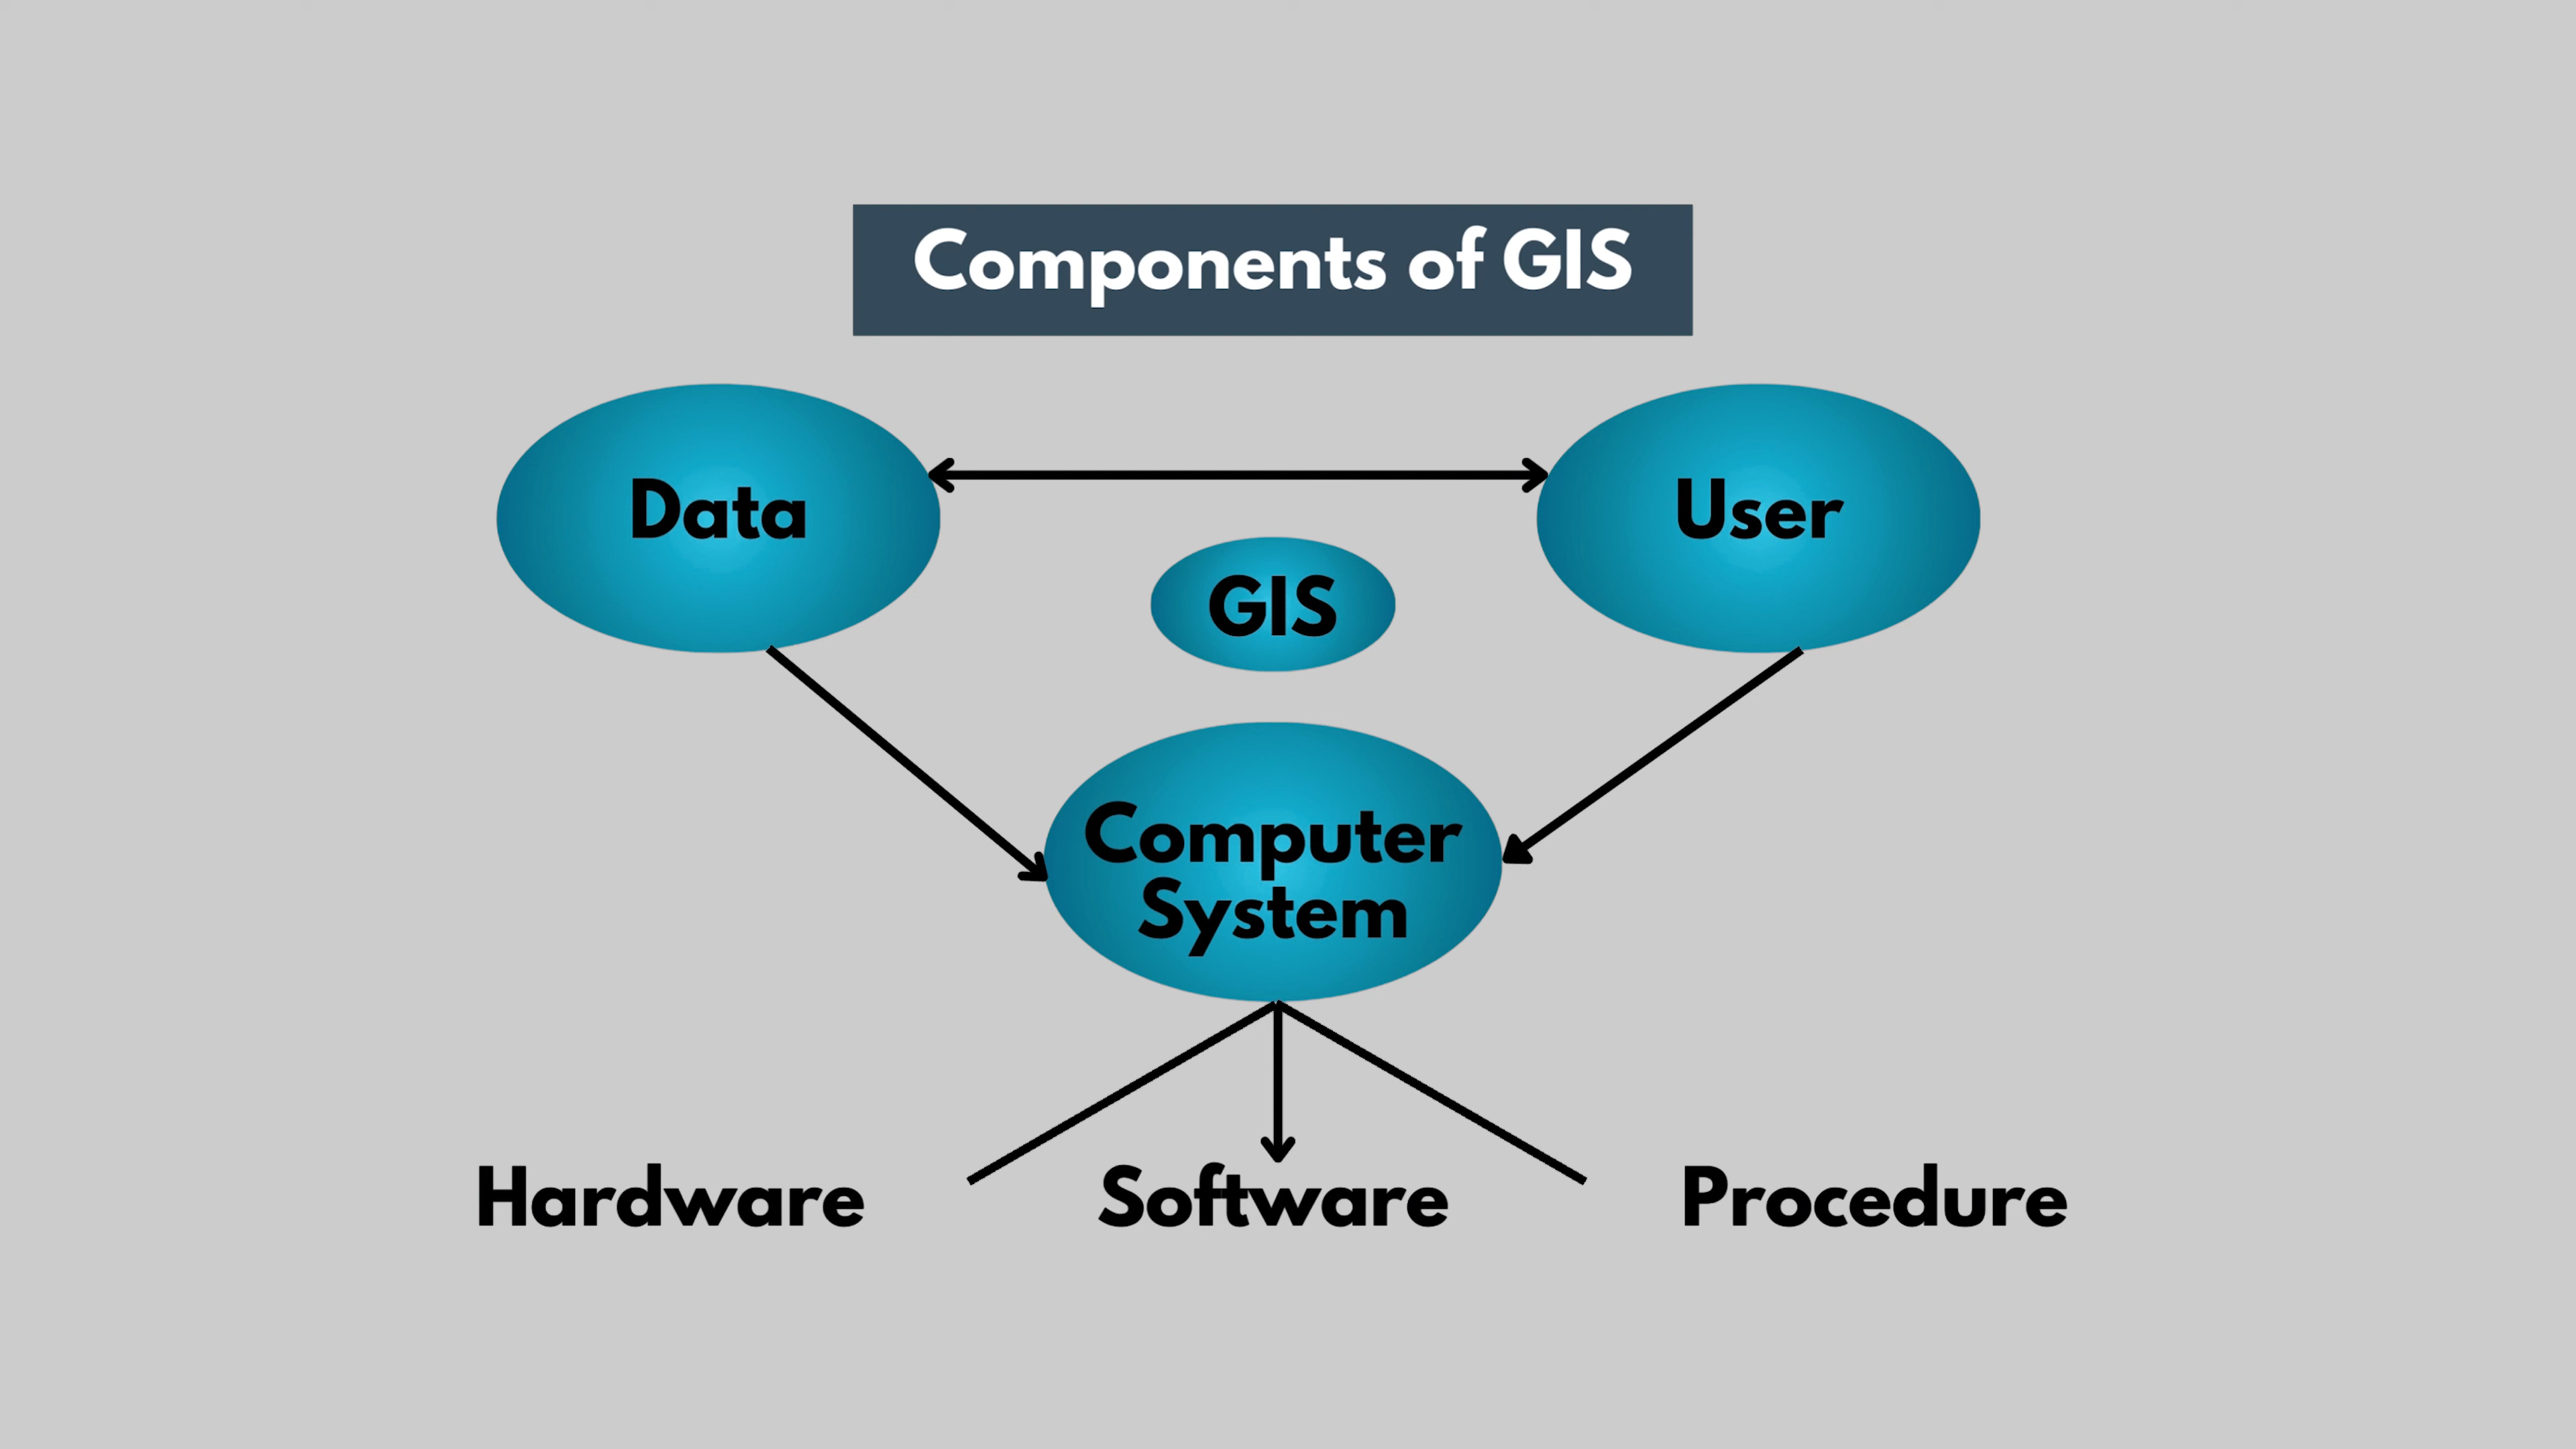 Components of GIS
Data
User
GIS
Computer
System
Hardware
Software
Procedure